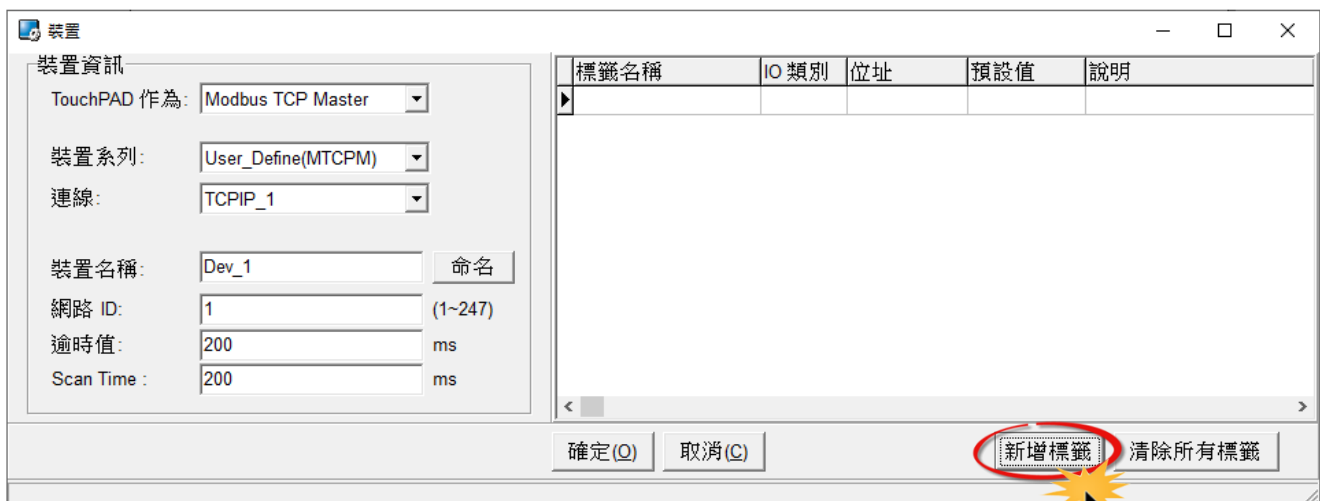 裝置
裝置資訊
TouchPAD 作為: Modbus TCP Master
裝置系列: User_Define(MTCPM)
連線: TCPIP_1
裝置名稱: Dev_1 命名
網路 ID: 1 (1~247)
逾時值: 200 ms
Scan Time : 200 ms
標籤名稱 IO 類別 位址 預設值 說明
確定(O) 取消(C) 新增標籤 清除所有標籤